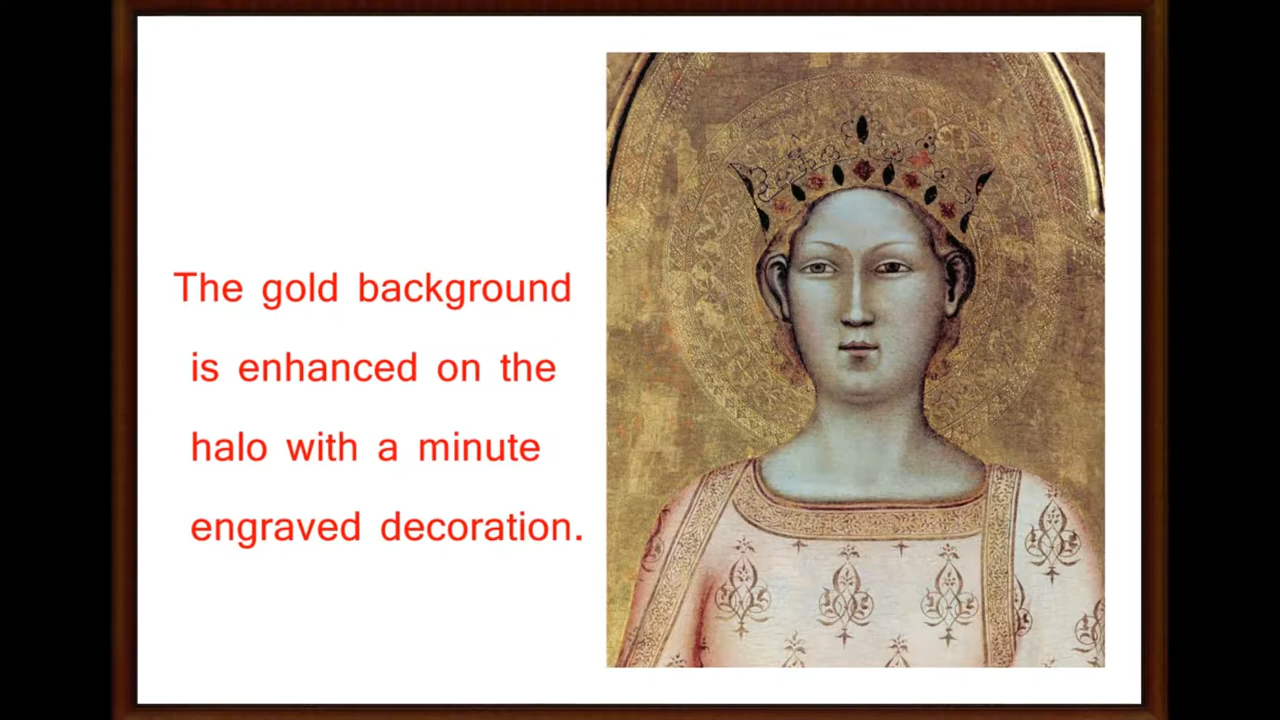 The gold background
is enhanced on the
halo with a minute
engraved decoration.